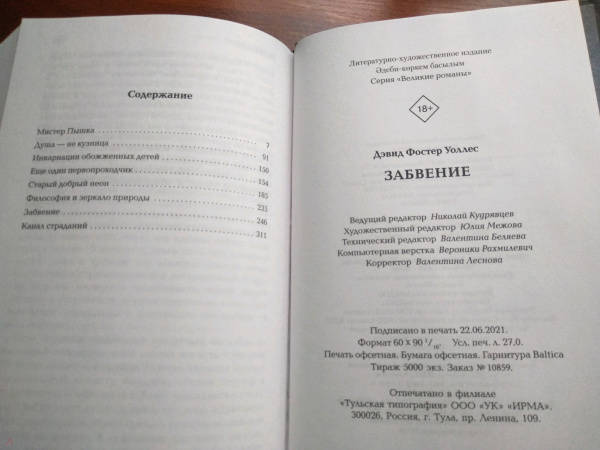 Содержание
Мистер Пышка 7
Душа — не кузница 91
Инкарнации обожженных детей 150
Еще один первопроходчик 154
Старый добрый неон 185
Философия и зеркало природы 231
Забвение 246
Канал страданий 311
Литературно-художественное издание
Әдеби-көркем басылым
Серия «Великие романы»
18+
Дэвид Фостер Уоллес
ЗАБВЕНИЕ
Ведущий редактор Николай Кудрявцев
Художественный редактор Юлия Межова
Технический редактор Валентина Беляева
Компьютерная верстка Вероники Рахмилевич
Корректор Валентина Леснова
Подписано в печать 22.06.2021.
Формат 60 X 90 1/16. Усл. печ. л. 27.0.
Печать офсетная. Бумага офсетная. Гарнитура Baltica
Тираж 5000 экз. Заказ № 10859.
Отпечатано в филиале
«Тульская типография» ООО «УК» «ИРМА».
300026, Россия, г. Тула, пр. Ленина, 109.